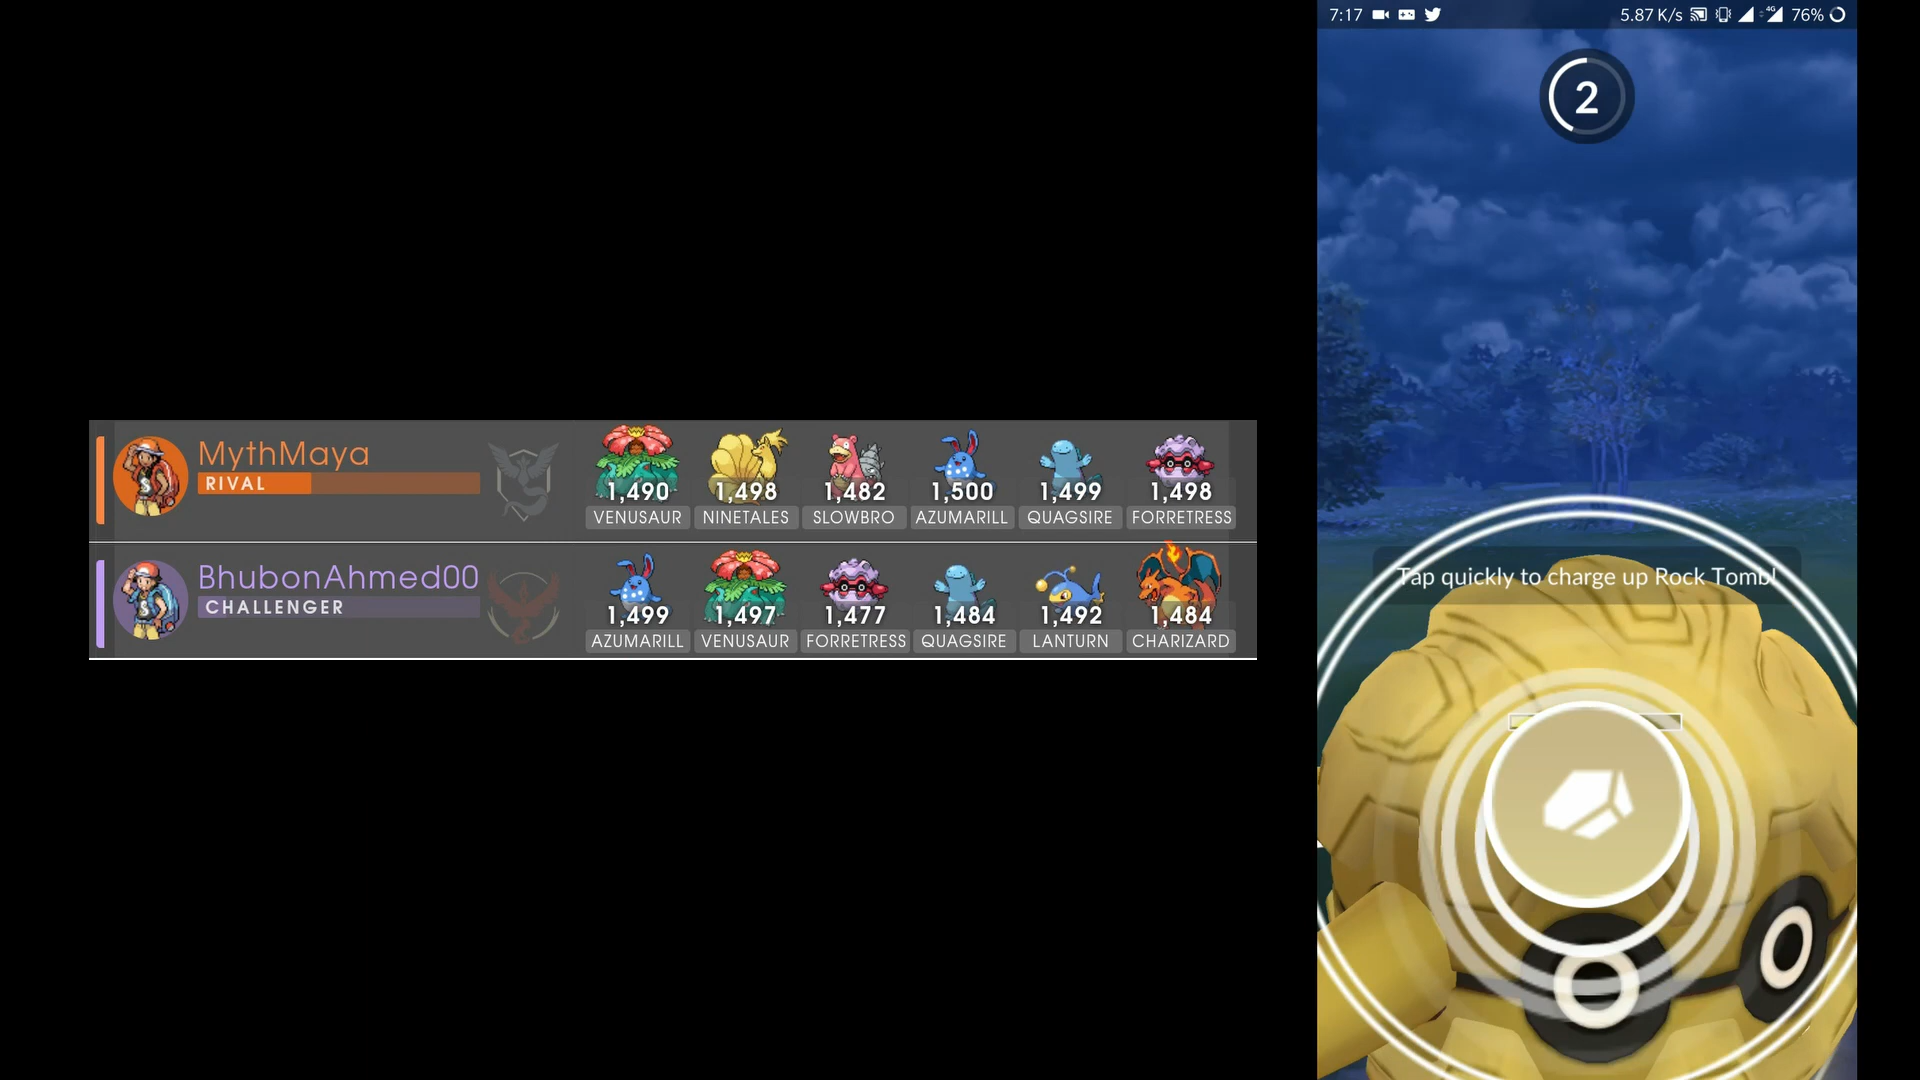 MythMaya
RIVAL
1,490 1,498 1,482 1,500 1,499 1,498
VENUSAUR NINETALES SLOWBRO AZUMARILL QUAGSIRE FORRETRESS
BhubonAhmed00
CHALLENGER
1,499 1,497 1,477 1,484 1,492 1,484
AZUMARILL VENUSAUR FORRETRESS QUAGSIRE LANTURN CHARIZARD
7:17 5.87 K/s 4G 76%
2
Tap quickly to charge up Rock Tomb!